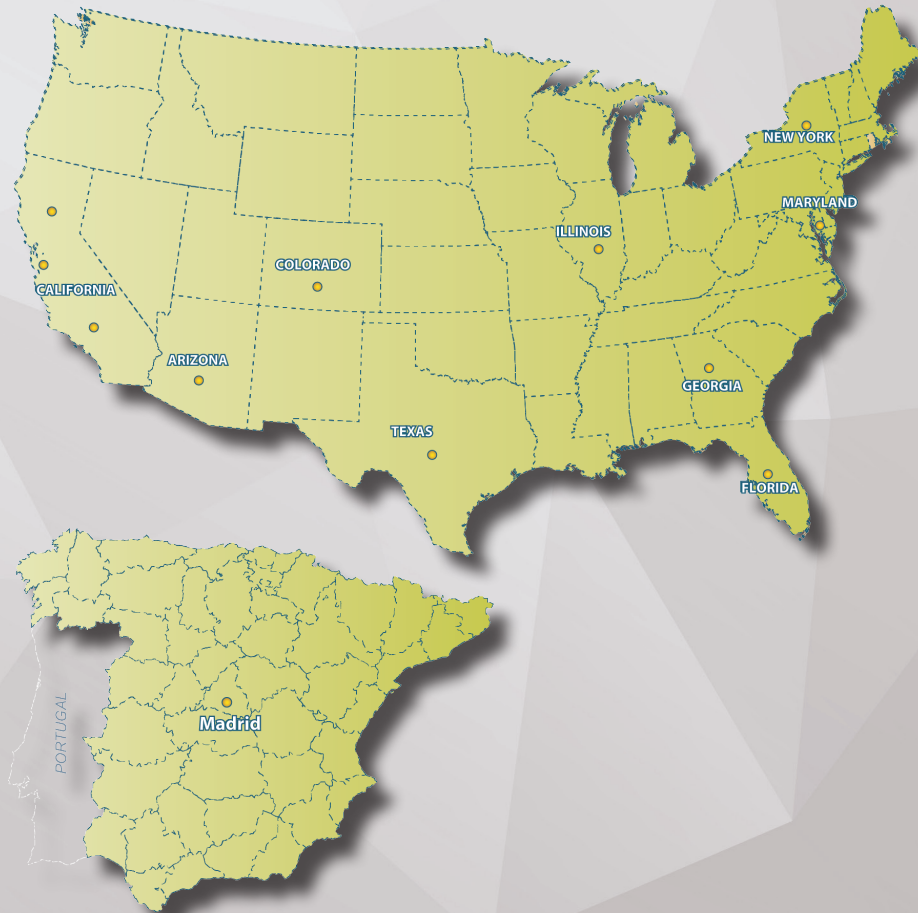 NEW YORK
MARYLAND
ILLINOIS
COLORADO
CALIFORNIA
ARIZONA
GEORGIA
TEXAS
FLORIDA
PORTUGAL
Madrid